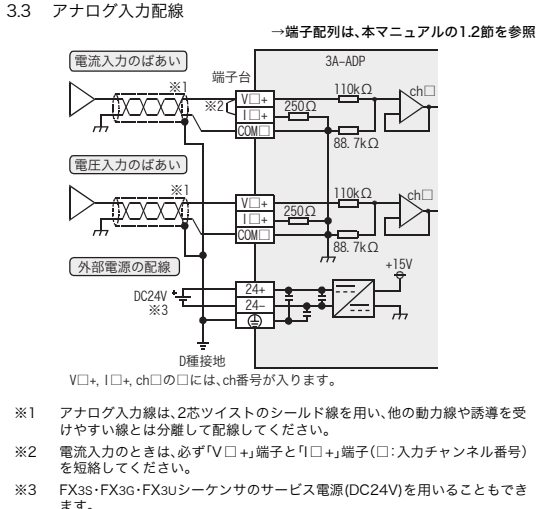 3.3 アナログ入力配線
→端子配列は、本マニュアルの1.2節を参照
電流入力のばあい
端子台
3A-ADP
※1
※2
V□+
I□+
COM□
250Ω
110kΩ
88.7kΩ
ch□
電圧入力のばあい
※1
V□+
I□+
COM□
250Ω
110kΩ
88.7kΩ
ch□
外部電源の配線
+15V
DC24V
※3
24+
24-
D種接地
V□+, I□+, ch□の□には、ch番号が入ります。
※1 アナログ入力線は、2芯ツイストのシールド線を用い、他の動力線や誘導を受
けやすい線とは分離して配線してください。
※2 電流入力のときは、必ず「V□+」端子と「I□+」端子(□:入力チャンネル番号)
を短絡してください。
※3 FX3S・FX3G・FX3Uシーケンサのサービス電源(DC24V)を用いることもでき
ます。